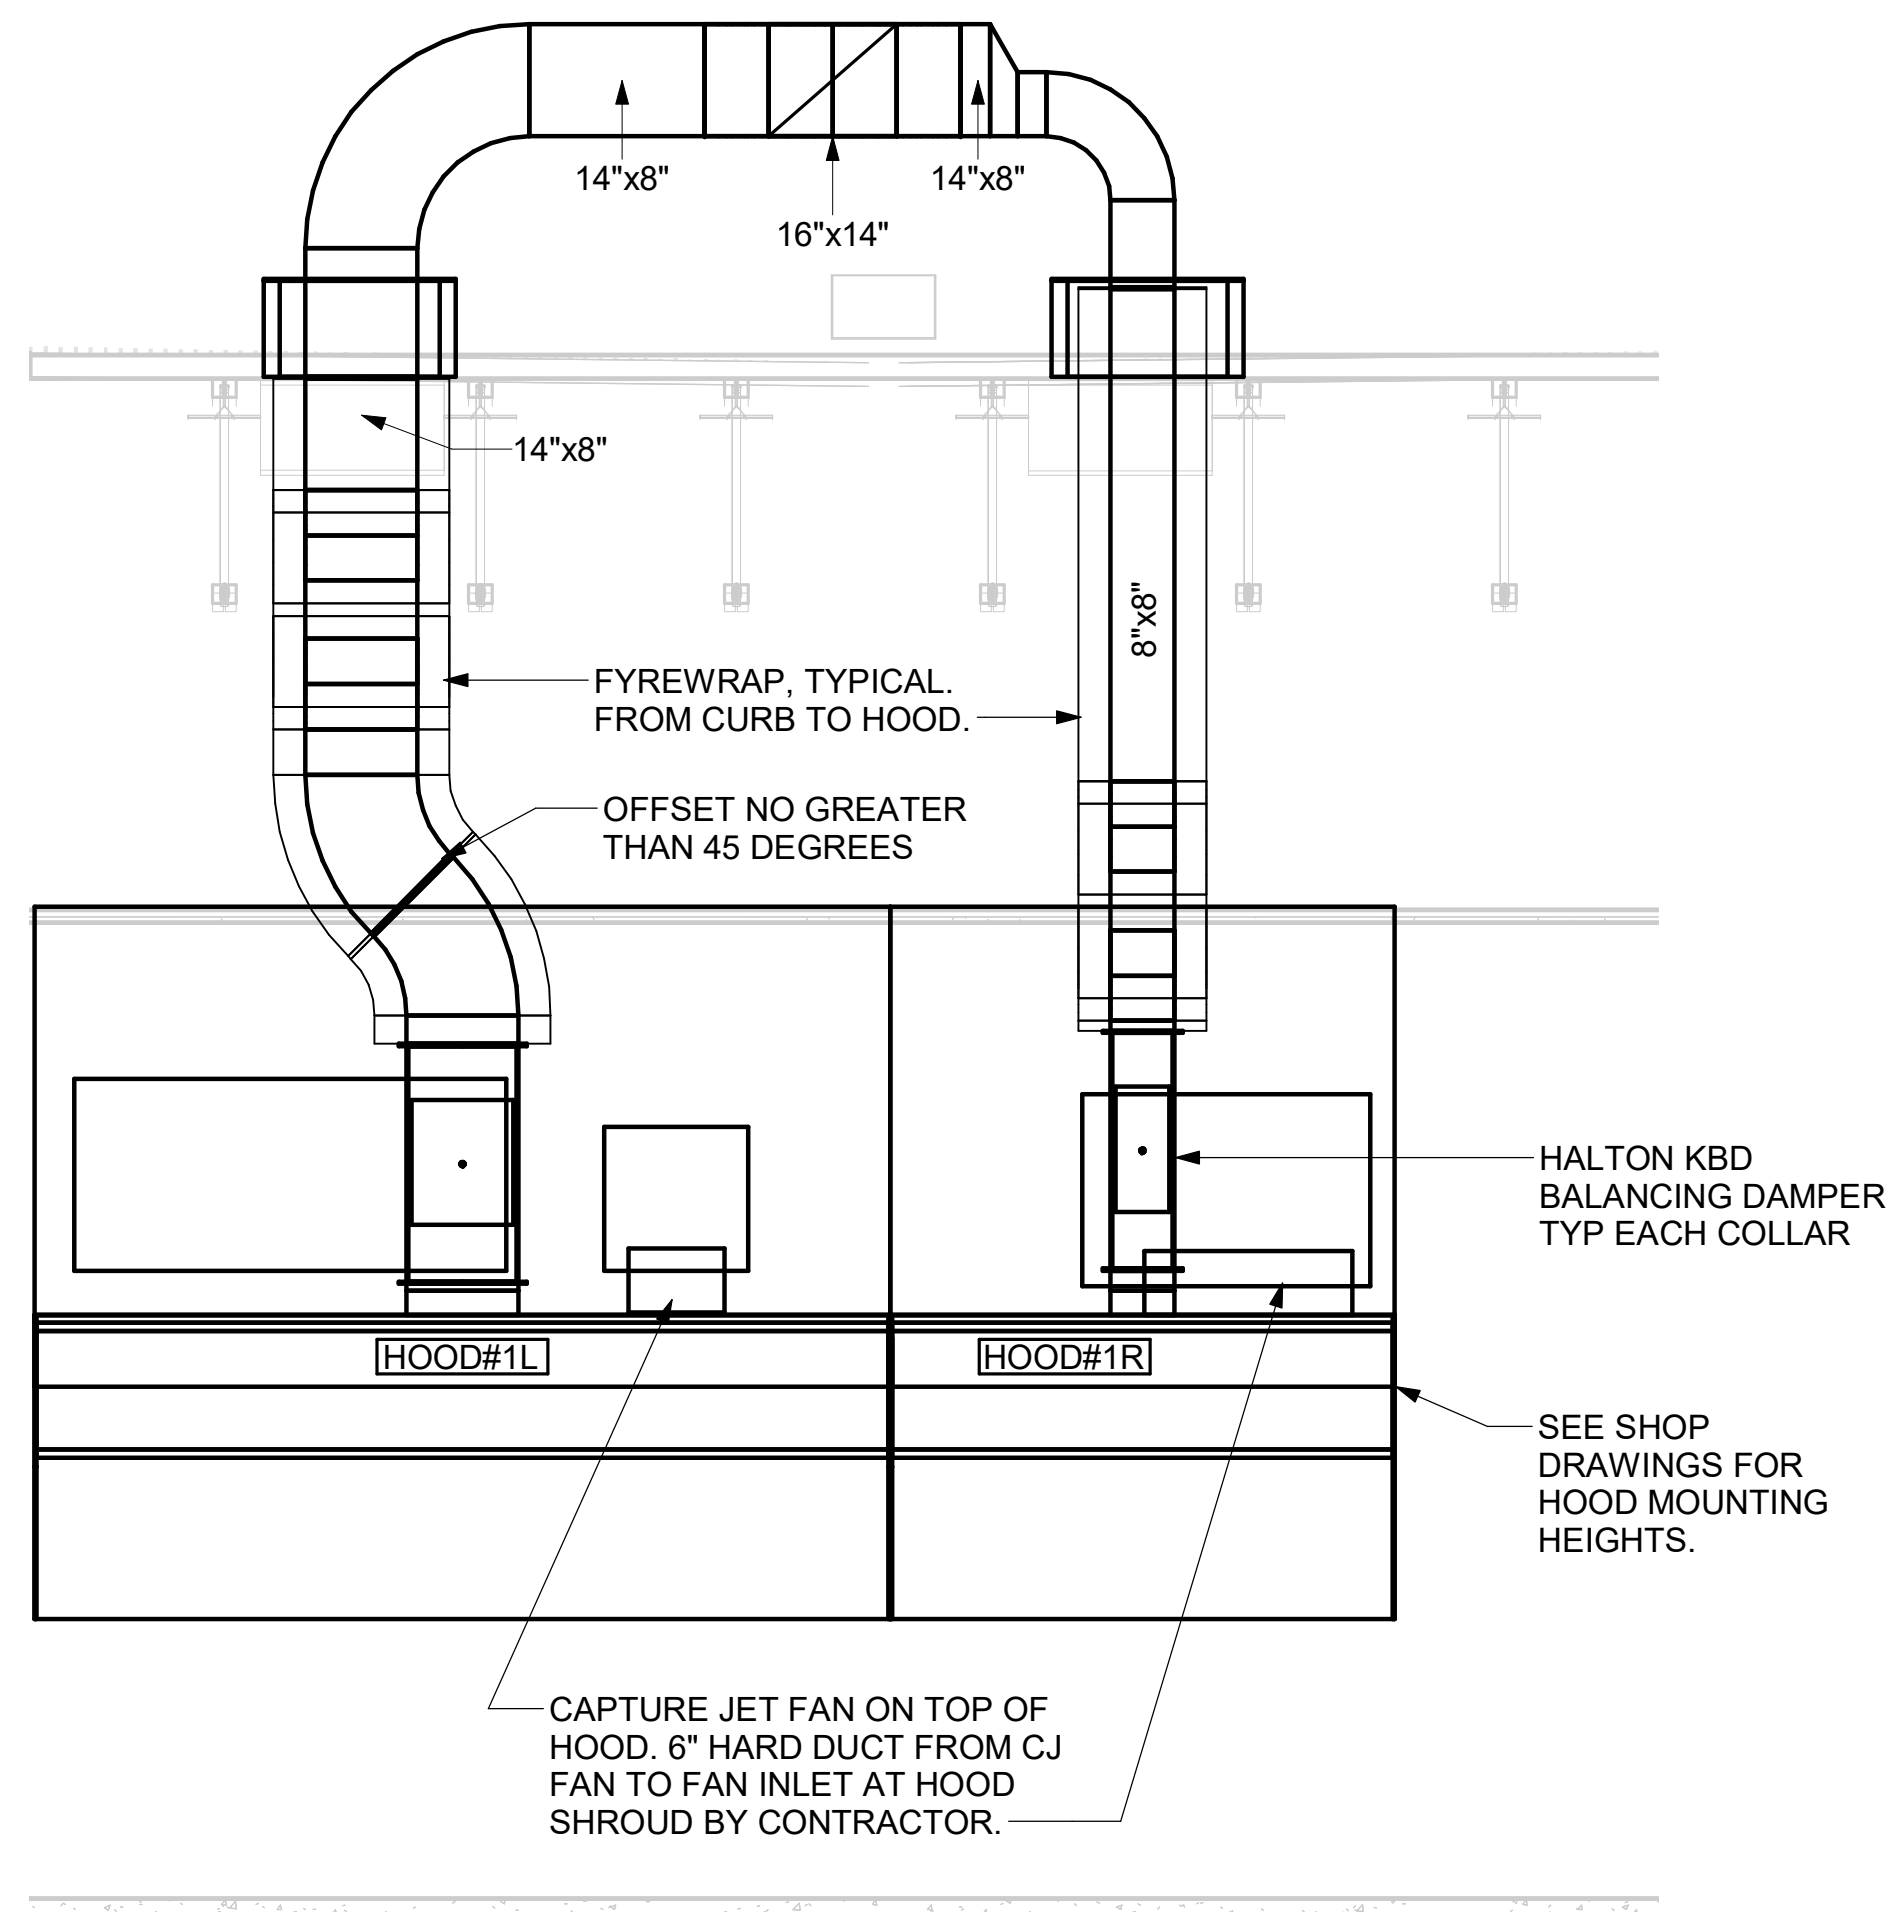 14"x8"
14"x8"
16"x14"
14"x8"
8"x8"
FYREWRAP, TYPICAL.
FROM CURB TO HOOD.
OFFSET NO GREATER
THAN 45 DEGREES
HALTON KBD
BALANCING DAMPER
TYP EACH COLLAR
HOOD#1L
HOOD#1R
SEE SHOP
DRAWINGS FOR
HOOD MOUNTING
HEIGHTS.
CAPTURE JET FAN ON TOP OF
HOOD. 6" HARD DUCT FROM CJ
FAN TO FAN INLET AT HOOD
SHROUD BY CONTRACTOR.